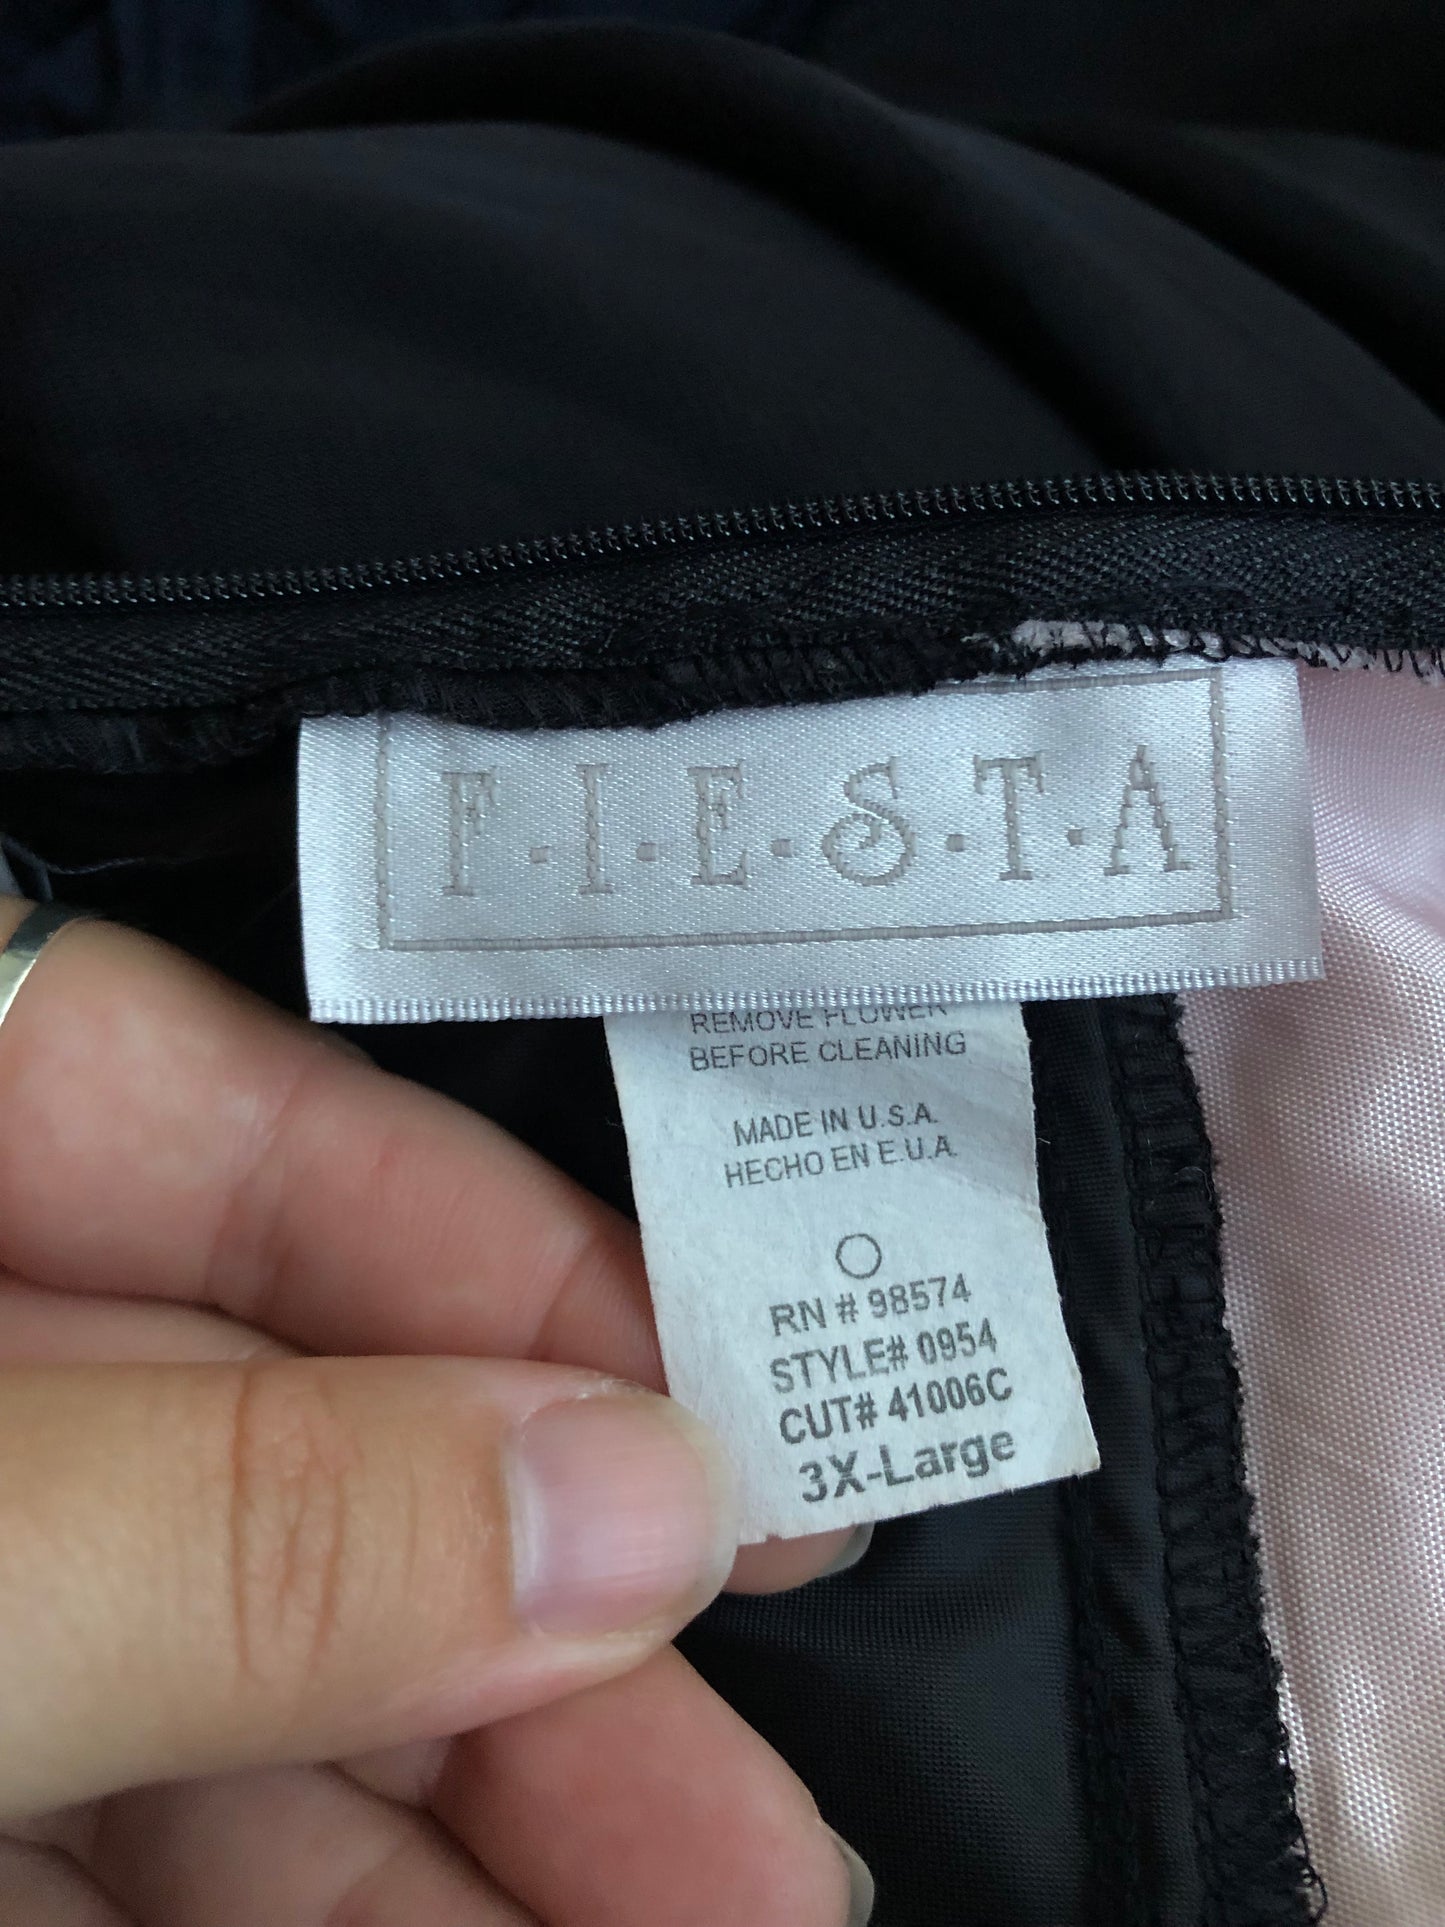 F.I.E.S.T.A
REMOVE FLOWER
BEFORE CLEANING
MADE IN U.S.A.
HECHO EN E.U.A.
RN # 98574
STYLE# 0954
CUT# 41006C
3X-Large